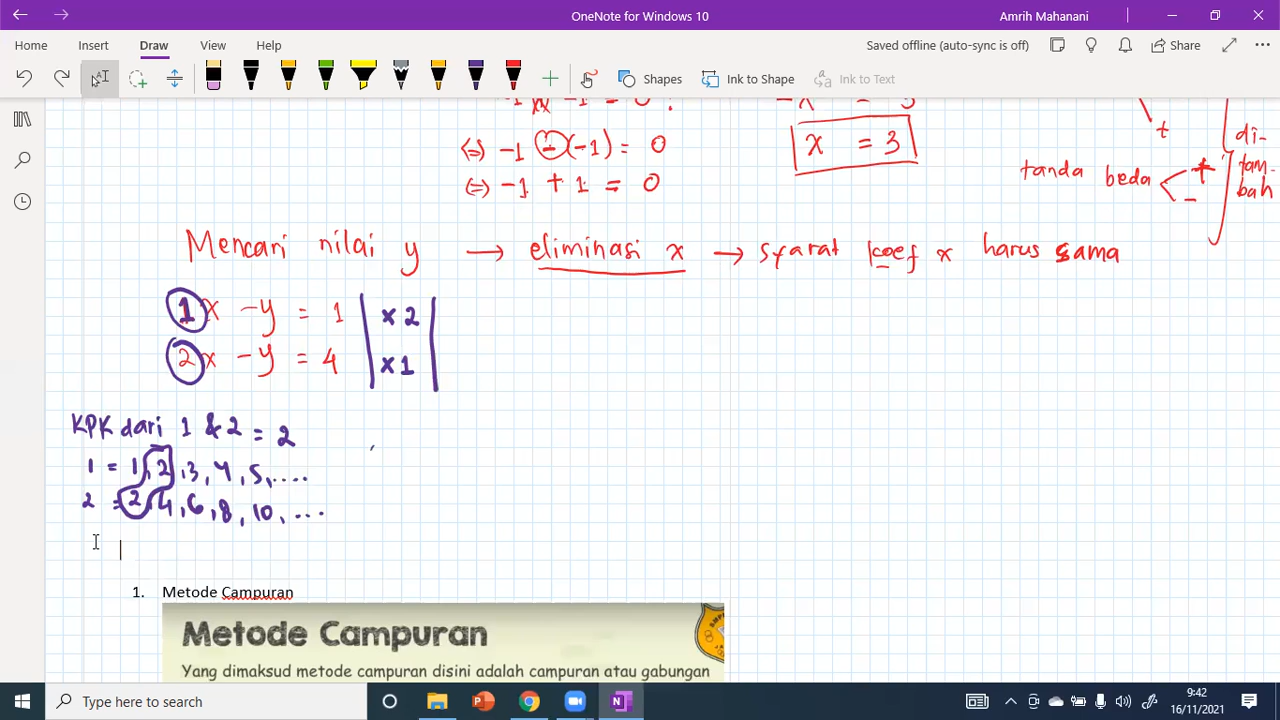 OneNote for Windows 10
Amrih Mahanani
Home Insert Draw View Help
Saved offline (auto-sync is off)
Share
Shapes
Ink to Shape
Ink to Text
-x = 3
⇔ -1 - (-1) = 0
x = 3
⇔ -1 + 1 = 0
t
tanda beda + -
di-
tam-
bah
Mencari nilai y → eliminasi x → syarat koef x harus sama
1x - y = 1 | x 2 |
2x - y = 4 | x 1 |
KPK dari 1 & 2 = 2
1 = 1, 2, 3, 4, 5, ....
2 = 2, 4, 6, 8, 10, ...
1. Metode Campuran
Metode Campuran
Yang dimaksud metode campuran disini adalah campuran atau gabungan
Type here to search
9:42
16/11/2021